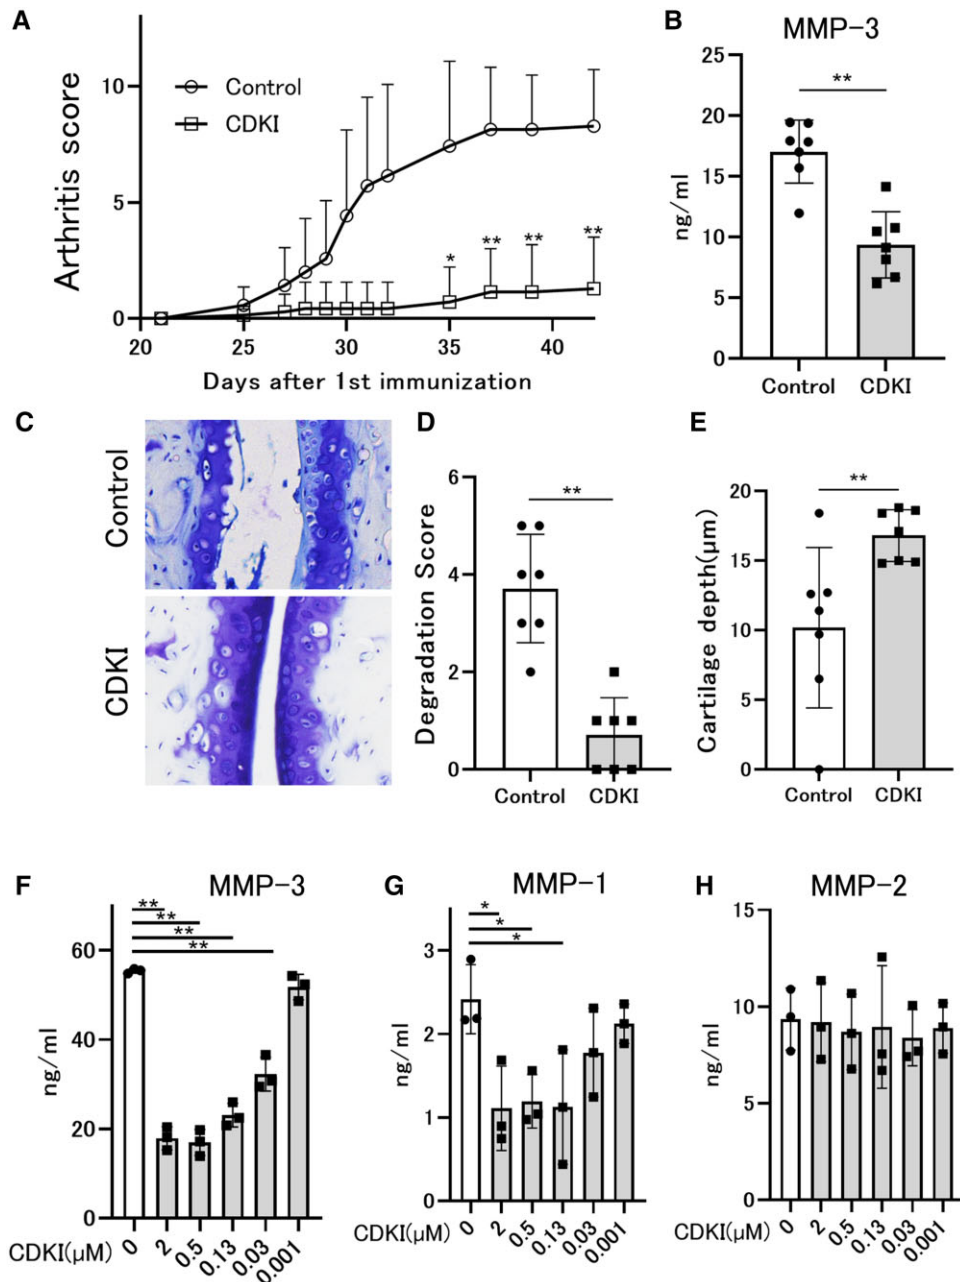 A
Arthritis score
10
5
0
Control
CDKI
*
**
**
**
20
25
30
35
40
Days after 1st immunization
B
MMP-3
**
25
20
15
10
5
0
ng/ml
Control
CDKI
C
Control
CDKI
D
**
6
4
2
0
Degradation Score
Control
CDKI
E
**
20
15
10
5
0
Cartilage depth(μm)
Control
CDKI
F
MMP-3
**
**
**
**
60
40
20
0
ng/ml
CDKI(μM)
0
2
0.5
0.13
0.03
0.001
G
MMP-1
*
*
*
3
2
1
0
ng/ml
CDKI(μM)
0
2
0.5
0.13
0.03
0.001
H
MMP-2
15
10
5
0
ng/ml
CDKI(μM)
0
2
0.5
0.13
0.03
0.001